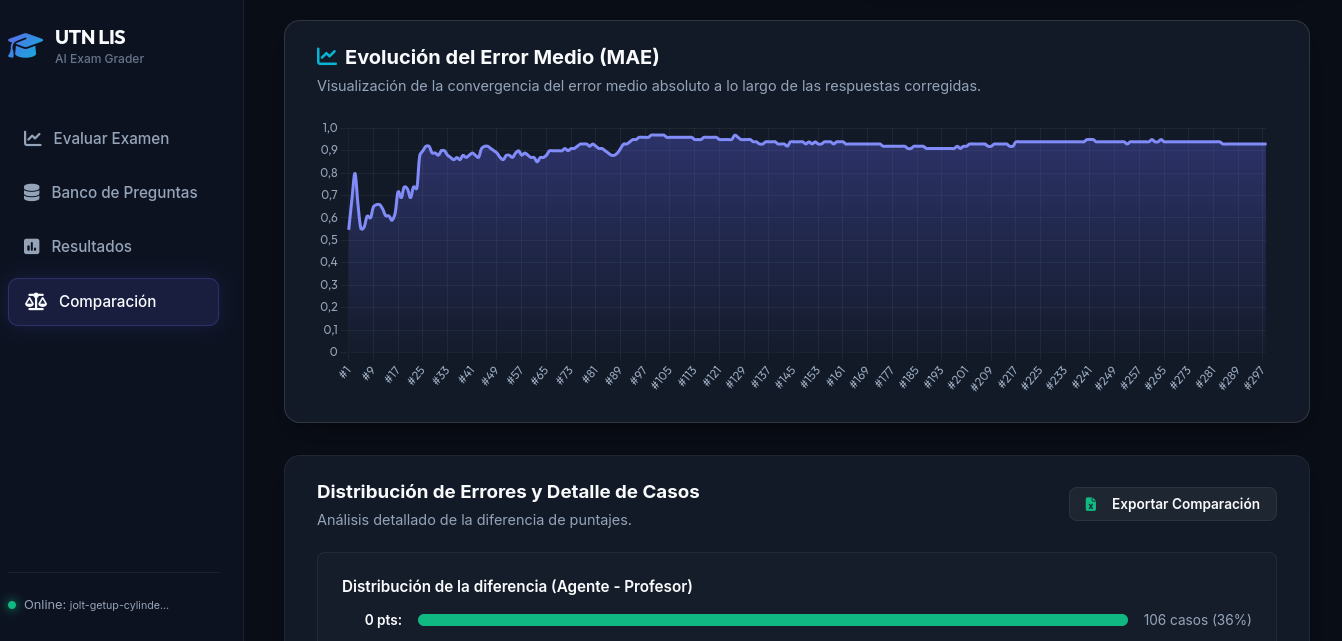 UTN LIS
AI Exam Grader
Evaluar Examen
Banco de Preguntas
Resultados
Comparación
Online: jolt-getup-cylinde...
Evolución del Error Medio (MAE)
Visualización de la convergencia del error medio absoluto a lo largo de las respuestas corregidas.
1,0
0,9
0,8
0,7
0,6
0,5
0,4
0,3
0,2
0,1
0
#1 #9 #17 #25 #33 #41 #49 #57 #65 #73 #81 #89 #97 #105 #113 #121 #129 #137 #145 #153 #161 #169 #177 #185 #193 #201 #209 #217 #225 #233 #241 #249 #257 #265 #273 #281 #289 #297
Distribución de Errores y Detalle de Casos
Análisis detallado de la diferencia de puntajes.
Exportar Comparación
Distribución de la diferencia (Agente - Profesor)
0 pts: 106 casos (36%)